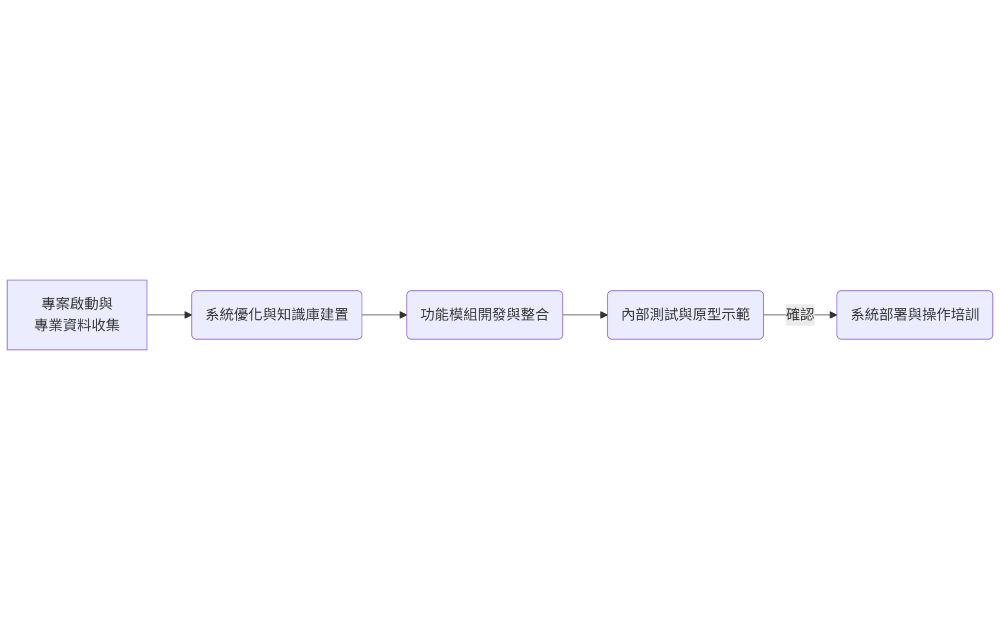 專案啟動與
專業資料收集
系統優化與知識庫建置
功能模組開發與整合
內部測試與原型示範
確認
系統部署與操作培訓